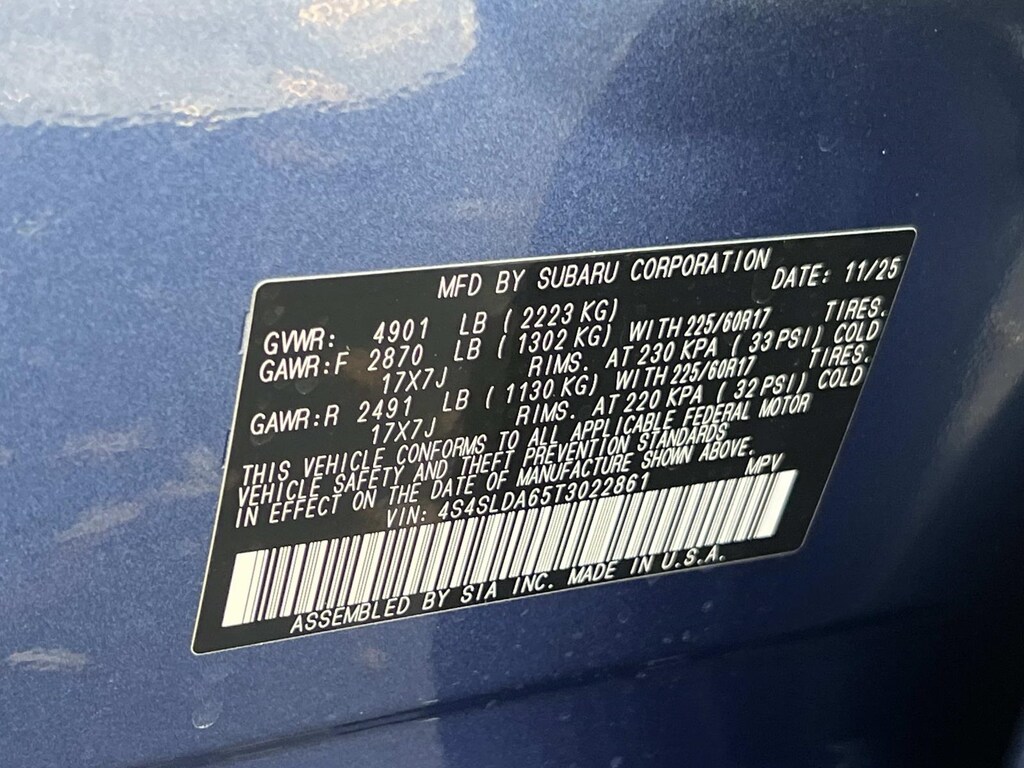 MFD BY SUBARU CORPORATION DATE: 11/25
GVWR: 4901 LB (2223 KG)
GAWR:F 2870 LB (1302 KG) WITH 225/60R17 TIRES.
17X7J RIMS. AT 230 KPA (33 PSI) COLD
GAWR:R 2491 LB (1130 KG) WITH 225/60R17 TIRES.
17X7J RIMS. AT 220 KPA (32 PSI) COLD
THIS VEHICLE CONFORMS TO ALL APPLICABLE FEDERAL MOTOR
VEHICLE SAFETY AND THEFT PREVENTION STANDARDS
IN EFFECT ON THE DATE OF MANUFACTURE SHOWN ABOVE.
VIN: 4S4SLDA65T3022861 MPV
ASSEMBLED BY SIA INC. MADE IN U.S.A.